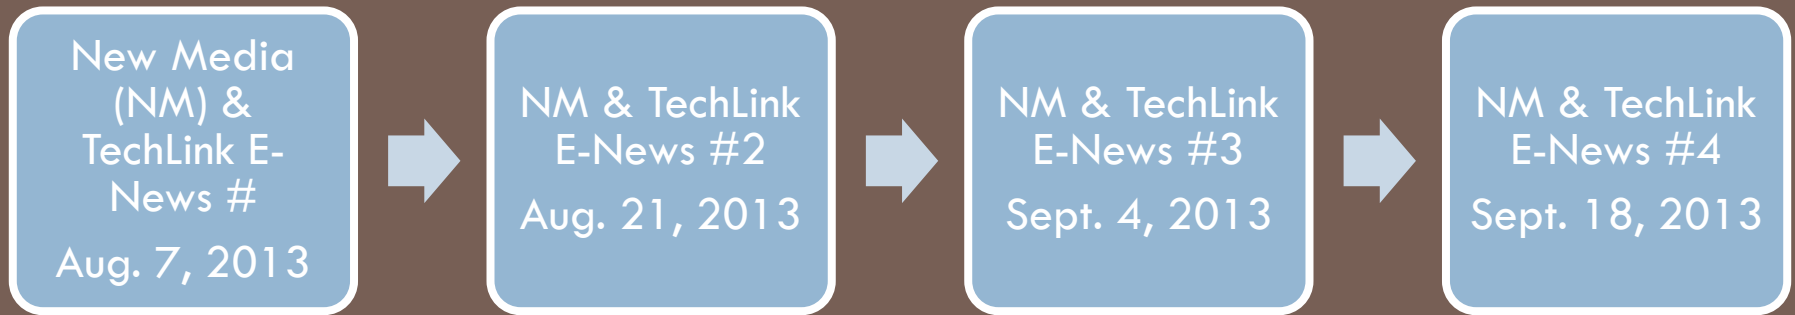 New Media
(NM) &
TechLink E-
News #
Aug. 7, 2013
NM & TechLink
E-News #2
Aug. 21, 2013
NM & TechLink
E-News #3
Sept. 4, 2013
NM & TechLink
E-News #4
Sept. 18, 2013